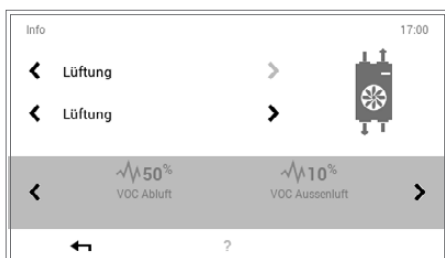 Info 17:00
Lüftung
Lüftung
50% 10%
VOC Abluft VOC Aussenluft
?